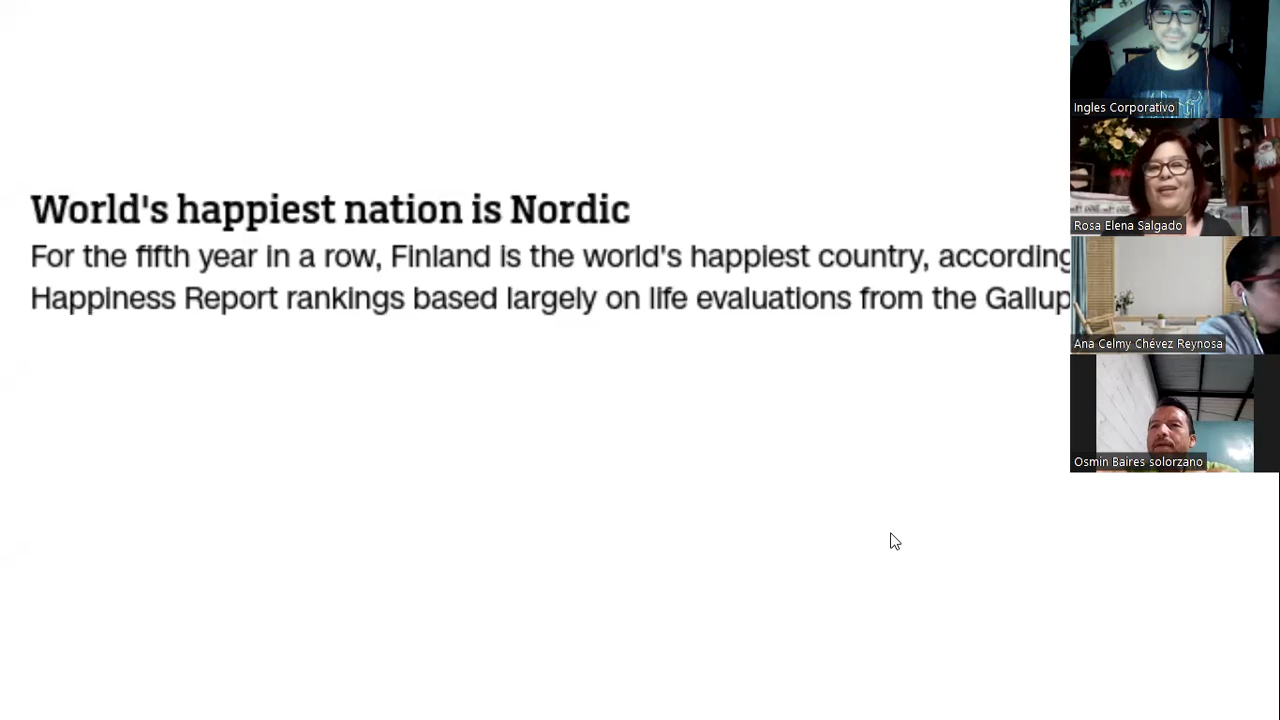 World's happiest nation is Nordic
For the fifth year in a row, Finland is the world's happiest country, according
Happiness Report rankings based largely on life evaluations from the Gallup
Ingles Corporativo
Rosa Elena Salgado
Ana Celmy Chévez Reynosa
Osmin Baires solorzano